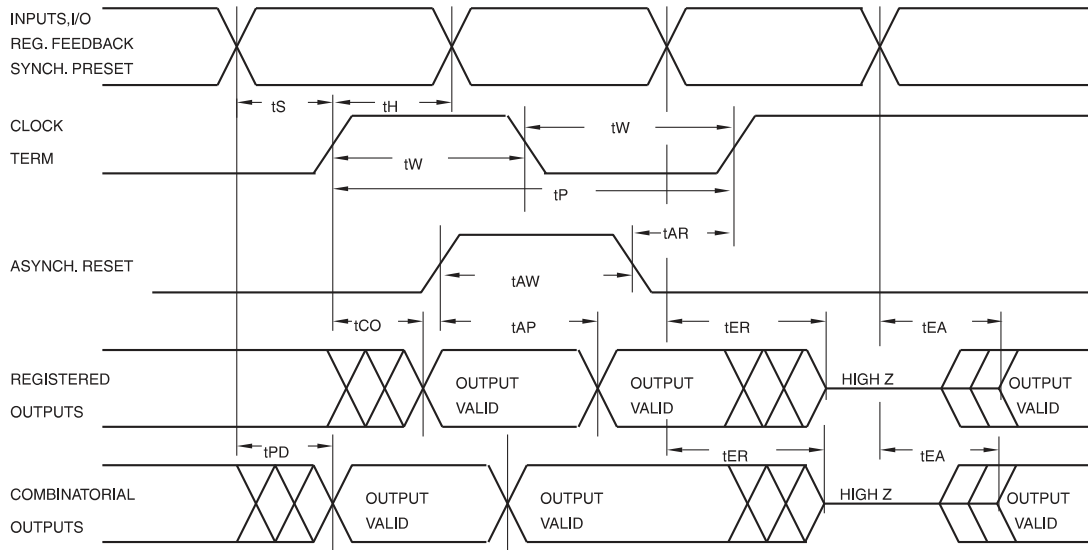 INPUTS,I/O
REG. FEEDBACK
SYNCH. PRESET
tS
tH
CLOCK
TERM
tW
tW
tP
tAR
ASYNCH. RESET
tAW
tCO
tAP
tER
tEA
REGISTERED
OUTPUTS
OUTPUT
VALID
OUTPUT
VALID
HIGH Z
OUTPUT
VALID
tPD
tER
tEA
COMBINATORIAL
OUTPUTS
OUTPUT
VALID
OUTPUT
VALID
HIGH Z
OUTPUT
VALID